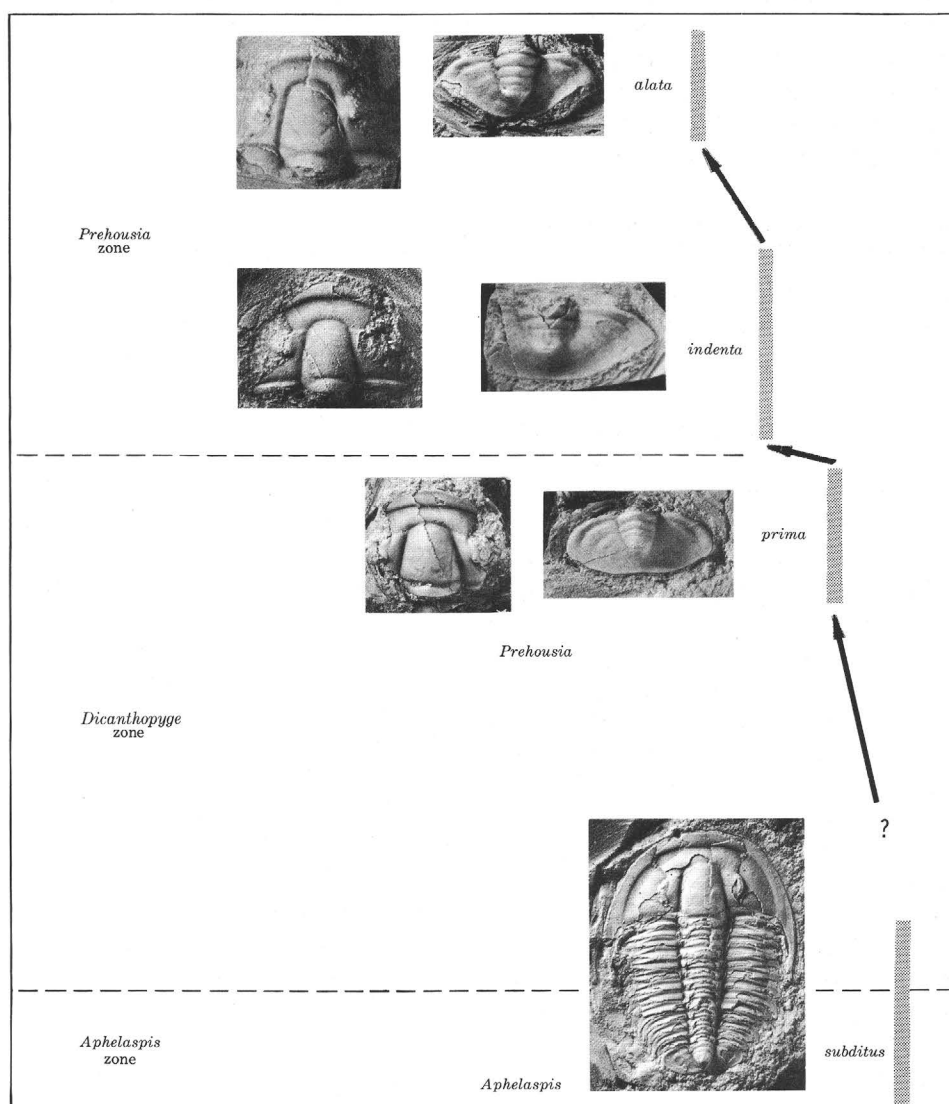 alata
Prehousia
zone
indenta
prima
Prehousia
Dicanthopyge
zone
?
Aphelaspis
zone
subditus
Aphelaspis